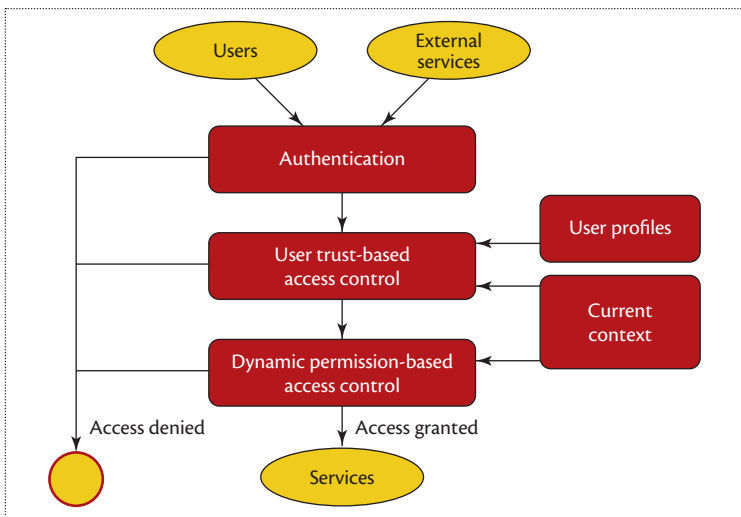 Users
External
services
Authentication
User profiles
User trust-based
access control
Current
context
Dynamic permission-based
access control
Access denied
Access granted
Services